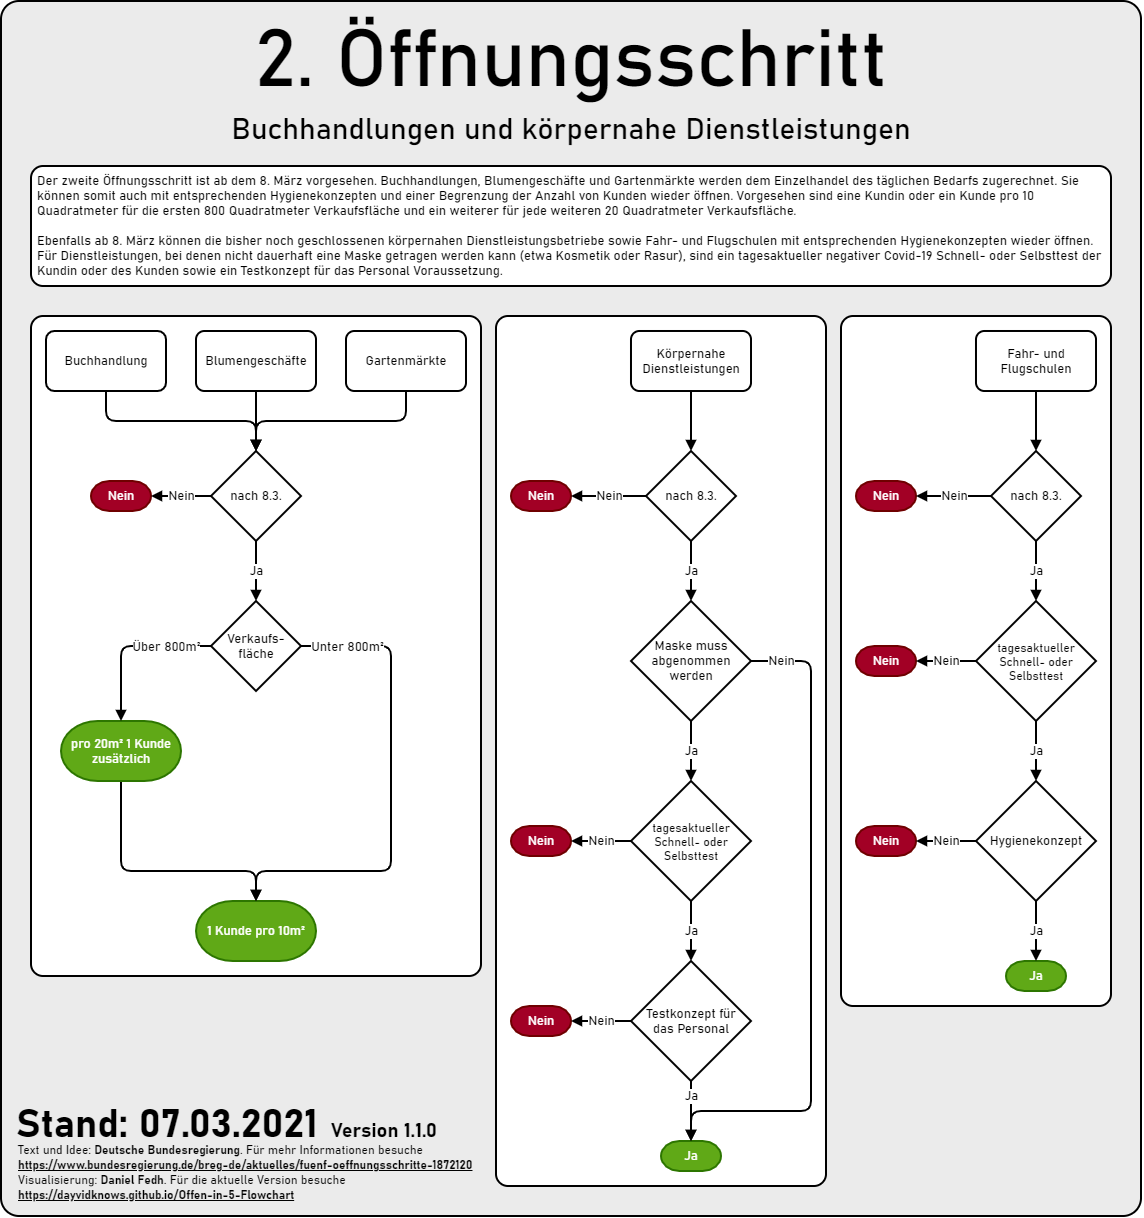 2. Öffnungsschritt
Buchhandlungen und körpernahe Dienstleistungen
Der zweite Öffnungsschritt ist ab dem 8. März vorgesehen. Buchhandlungen, Blumengeschäfte und Gartenmärkte werden dem Einzelhandel des täglichen Bedarfs zugerechnet. Sie
können somit auch mit entsprechenden Hygienekonzepten und einer Begrenzung der Anzahl von Kunden wieder öffnen. Vorgesehen sind eine Kundin oder ein Kunde pro 10
Quadratmeter für die ersten 800 Quadratmeter Verkaufsfläche und ein weiterer für jede weiteren 20 Quadratmeter Verkaufsfläche.
Ebenfalls ab 8. März können die bisher noch geschlossenen körpernahen Dienstleistungsbetriebe sowie Fahr- und Flugschulen mit entsprechenden Hygienekonzepten wieder öffnen.
Für Dienstleistungen, bei denen nicht dauerhaft eine Maske getragen werden kann (etwa Kosmetik oder Rasur), sind ein tagesaktueller negativer Covid-19 Schnell- oder Selbsttest der
Kundin oder des Kunden sowie ein Testkonzept für das Personal Voraussetzung.
Buchhandlung
Blumengeschäfte
Gartenmärkte
nach 8.3.
Nein
Nein
Ja
Verkaufs-
fläche
Über 800m²
Unter 800m²
pro 20m² 1 Kunde
zusätzlich
1 Kunde pro 10m²
Körpernahe
Dienstleistungen
nach 8.3.
Nein
Nein
Ja
Maske muss
abgenommen
werden
Nein
Ja
tagesaktueller
Schnell- oder
Selbsttest
Nein
Nein
Ja
Testkonzept für
das Personal
Nein
Nein
Ja
Ja
Fahr- und
Flugschulen
nach 8.3.
Nein
Nein
Ja
tagesaktueller
Schnell- oder
Selbsttest
Nein
Nein
Ja
Hygienekonzept
Nein
Nein
Ja
Ja
Stand: 07.03.2021 Version 1.1.0
Text und Idee: Deutsche Bundesregierung. Für mehr Informationen besuche
https://www.bundesregierung.de/breg-de/aktuelles/fuenf-oeffnungsschritte-1872120
Visualisierung: Daniel Fedh. Für die aktuelle Version besuche
https://dayvidknows.github.io/Offen-in-5-Flowchart